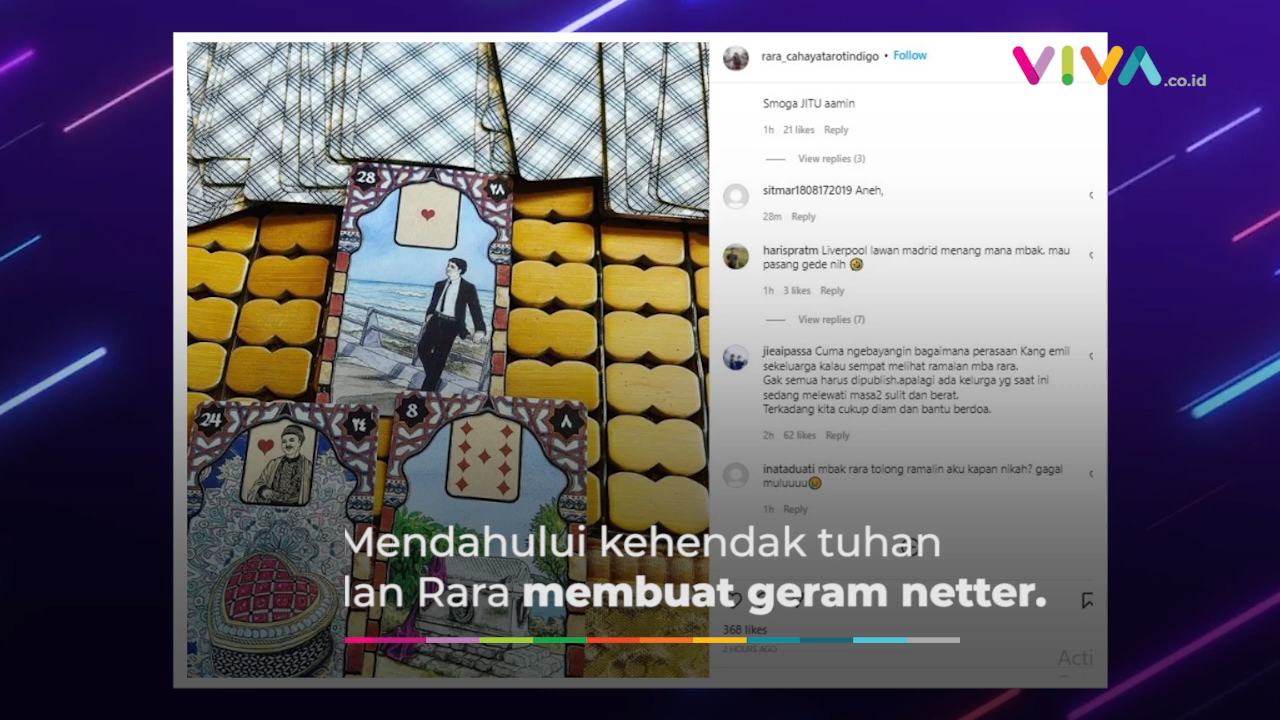 rara_cahayatarotindigo • Follow
VIVA.co.id
Smoga JITU aamin
1h 21 likes Reply
View replies (3)
sitmar1808172019 Aneh,
28m Reply
harispratm Liverpool lawan madrid menang mana mbak. mau
pasang gede nih 🤣
1h 3 likes Reply
View replies (7)
jieaipassa Cuma ngebayangin bagaimana perasaan Kang emil
sekeluarga kalau sempat melihat ramalan mba rara.
Gak semua harus dipublish.apalagi ada kelurga yg saat ini
sedang melewati masa2 sulit dan berat.
Terkadang kita cukup diam dan bantu berdoa.
2h 62 likes Reply
inataduati mbak rara tolong ramalin aku kapan nikah? gagal
muluuuu
1h Reply
368 likes
2 HOURS AGO
Acti
28 ٢٨
24 ٢٤
8 ٨
Mendahului kehendak tuhan
lan Rara membuat geram netter.